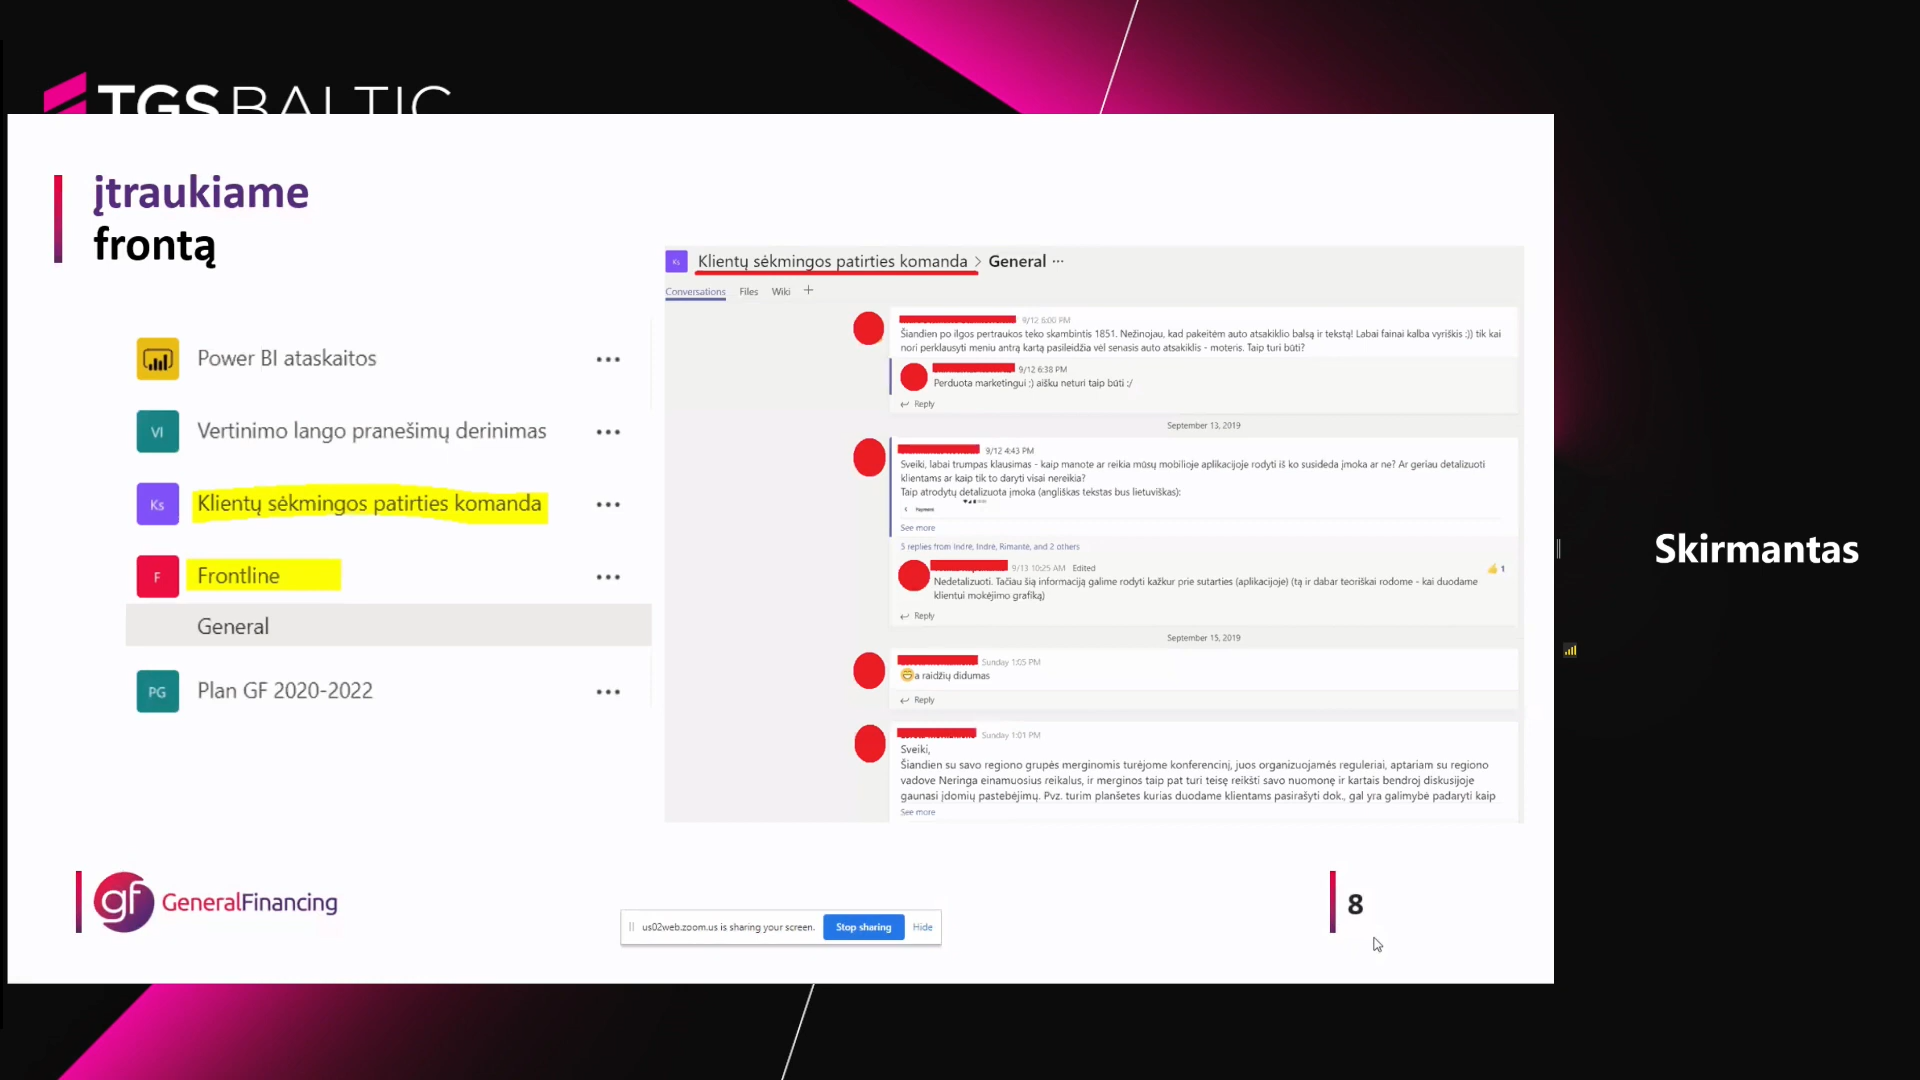 TGS BALTIC
įtraukiame
frontą
Power BI ataskaitos
VI
Vertinimo lango pranešimų derinimas
Ks
Klientų sėkmingos patirties komanda
F
Frontline
General
PG
Plan GF 2020-2022
Ks
Klientų sėkmingos patirties komanda > General ...
Conversations Files Wiki +
9/12 6:00 PM
Šiandien po ilgos pertraukos teko skambintis 1851. Nežinojau, kad pakeitėm auto atsakiklio balsą ir tekstą! Labai fainai kalba vyriškis ;)) tik kai
nori perklausyti meniu antrą kartą pasileidžia vėl senasis auto atsakiklis - moteris. Taip turi būti?
9/12 6:38 PM
Perduota marketingui :) aišku neturi taip būti :/
Reply
September 13, 2019
9/12 4:43 PM
Sveiki, labai trumpas klausimas - kaip manote ar reikia mūsų mobilioje aplikacijoje rodyti iš ko susideda įmoka ar ne? Ar geriau detalizuoti
klientams ar kaip tik to daryti visai nereikia?
Taip atrodytų detalizuota įmoka (angliškas tekstas bus lietuviškas):
See more
5 replies from Indrė, Indrė, Rimantė, and 2 others
9/13 10:25 AM Edited
1
Nedetalizuoti. Tačiau šią informaciją galime rodyti kažkur prie sutarties (aplikacijoje) (tą ir dabar teoriškai rodome - kai duodame
klientui mokėjimo grafiką)
Reply
September 15, 2019
Sunday 1:05 PM
a raidžių didumas
Reply
Sunday 1:01 PM
Sveiki,
Šiandien su savo regiono grupės merginomis turėjome konferencinį, juos organizuojamės reguleriai, aptariam su regiono
vadove Neringa einamuosius reikalus, ir merginos taip pat turi teisę reikšti savo nuomonę ir kartais bendroj diskusijoje
gaunasi įdomių pastebėjimų. Pvz. turim planšetes kurias duodame klientams pasirašyti dok., gal yra galimybė padaryti kaip
See more
Skirmantas
gf GeneralFinancing
us02web.zoom.us is sharing your screen. Stop sharing Hide
8